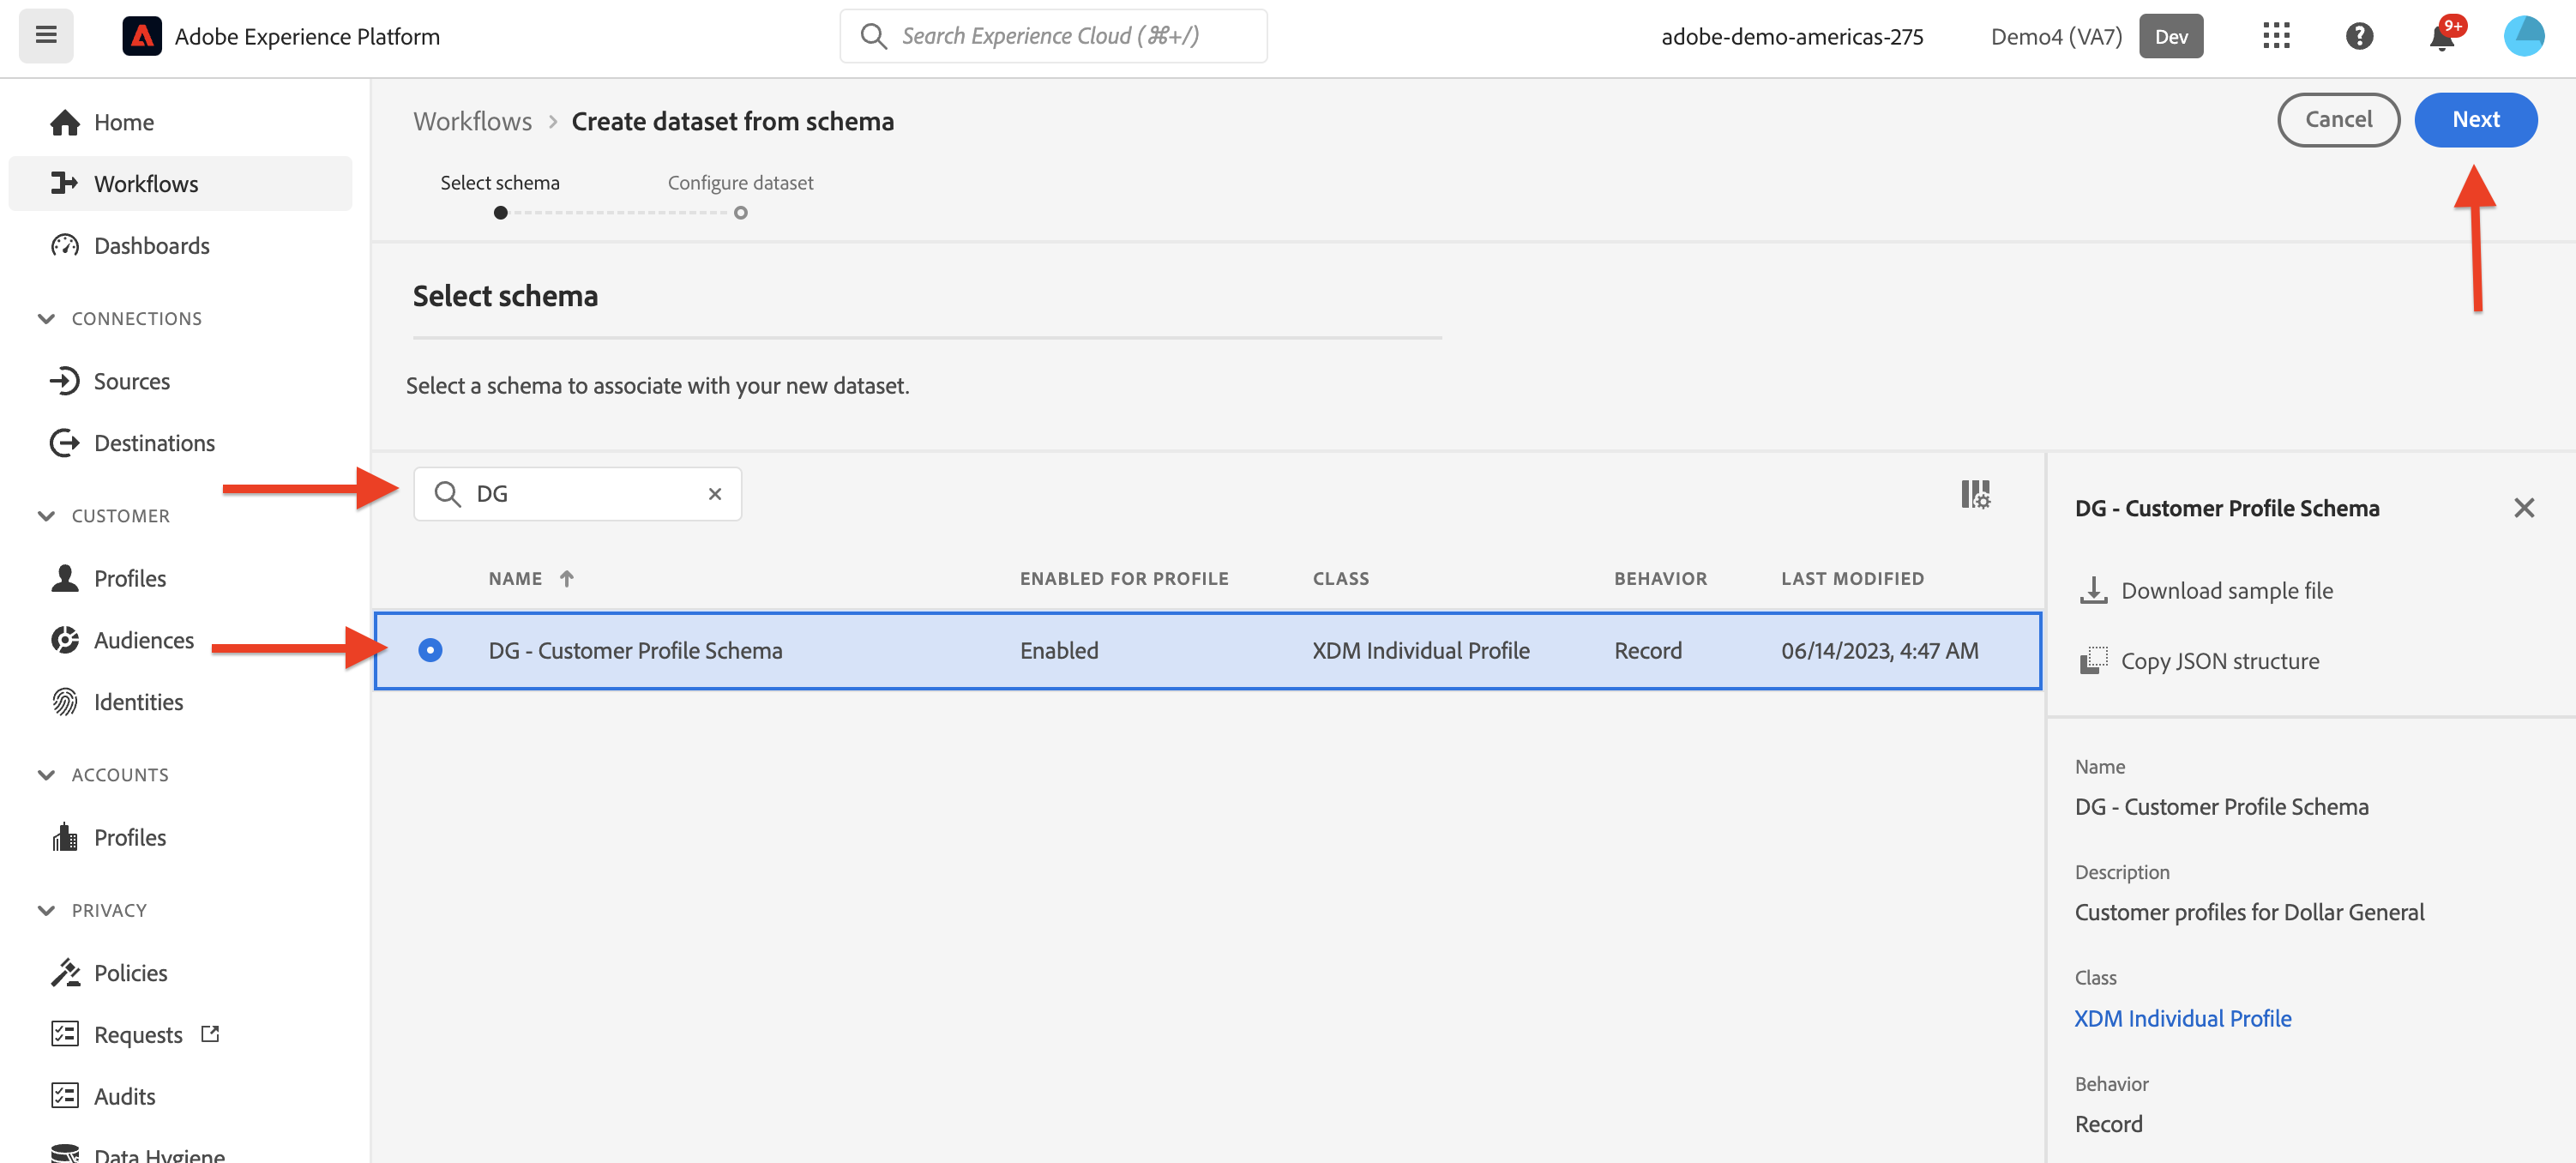 Adobe Experience Platform
Search Experience Cloud (⌘+/)
adobe-demo-americas-275
Demo4 (VA7)
Dev
9+
Home
Workflows
Dashboards
CONNECTIONS
Sources
Destinations
CUSTOMER
Profiles
Audiences
Identities
ACCOUNTS
Profiles
PRIVACY
Policies
Requests
Audits
Data Hygiene
Workflows > Create dataset from schema
Cancel
Next
Select schema
Configure dataset
Select schema
Select a schema to associate with your new dataset.
DG
NAME ENABLED FOR PROFILE CLASS BEHAVIOR LAST MODIFIED
DG - Customer Profile Schema Enabled XDM Individual Profile Record 06/14/2023, 4:47 AM
DG - Customer Profile Schema
Download sample file
Copy JSON structure
Name
DG - Customer Profile Schema
Description
Customer profiles for Dollar General
Class
XDM Individual Profile
Behavior
Record